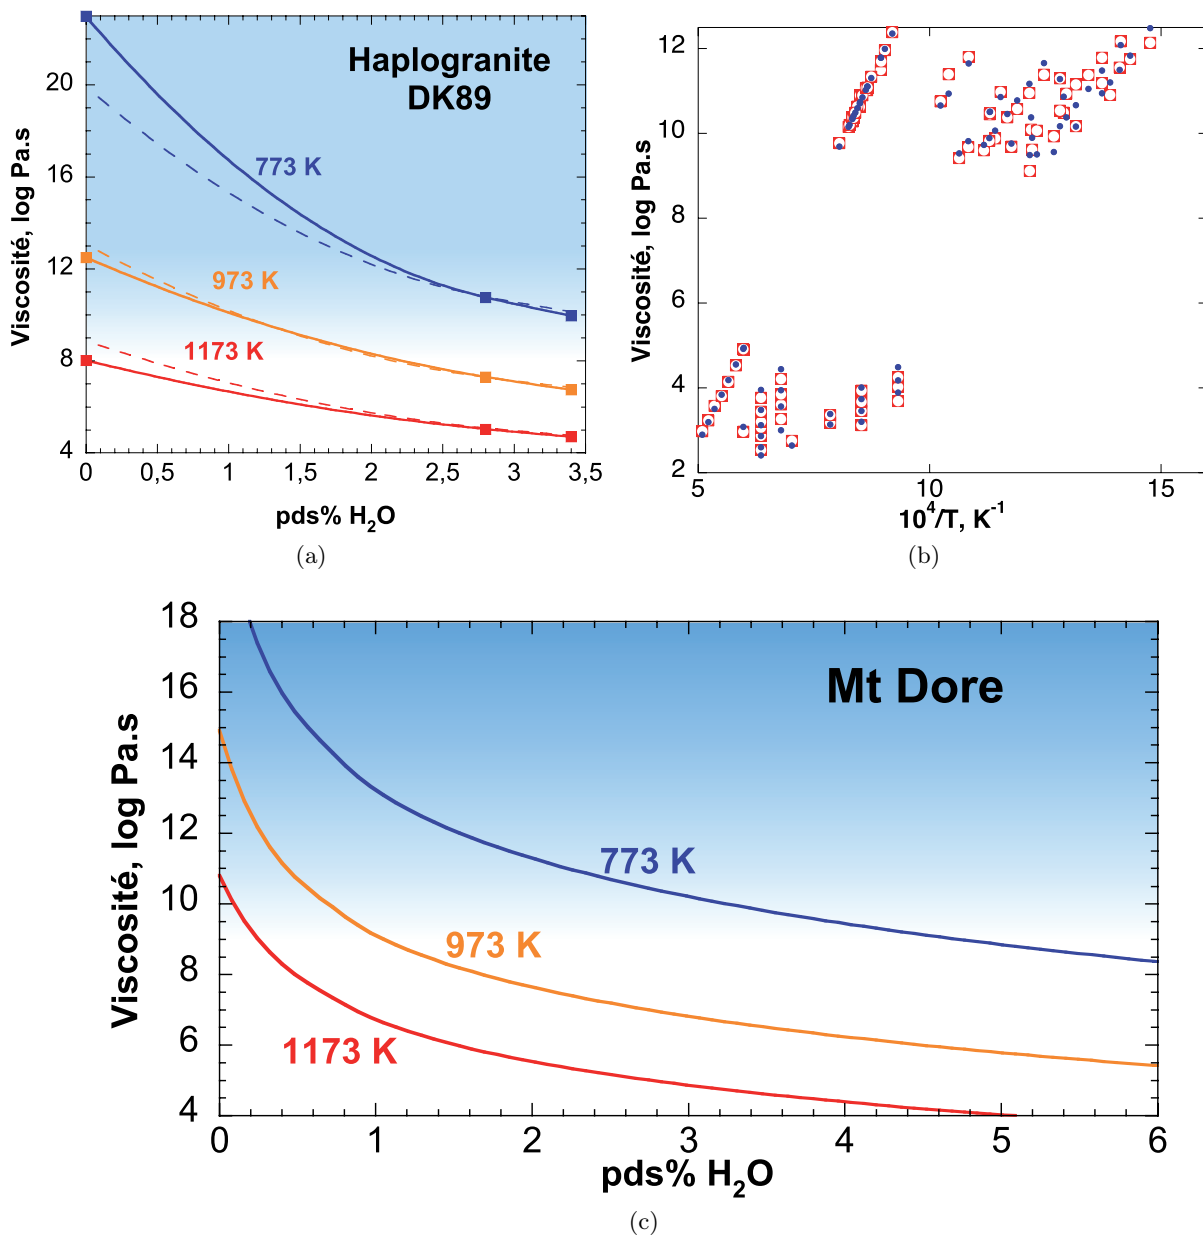 Haplogranite
DK89
773 K
973 K
1173 K
Viscosité, log Pa.s
20
16
12
8
4
0 0,5 1 1,5 2 2,5 3 3,5
pds% H₂O
(a)
Viscosité, log Pa.s
12
10
8
6
4
2
5 10 15
10⁴/T, K⁻¹
(b)
Mt Dore
773 K
973 K
1173 K
Viscosité, log Pa.s
18
16
14
12
10
8
6
4
0 1 2 3 4 5 6
pds% H₂O
(c)